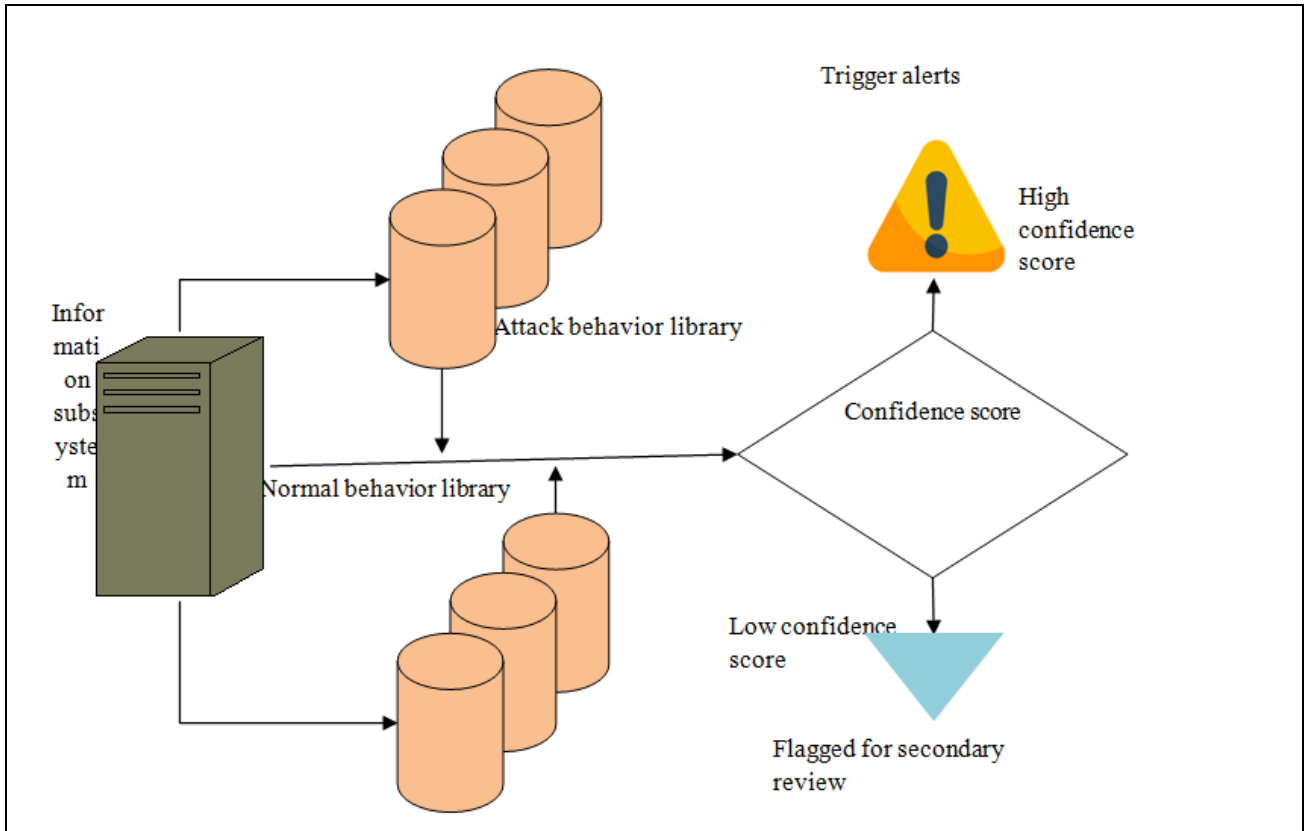 Trigger alerts
High
confidence
score
Infor
mati
on
subs
yste
m
Attack behavior library
Confidence score
Normal behavior library
Low confidence
score
Flagged for secondary
review